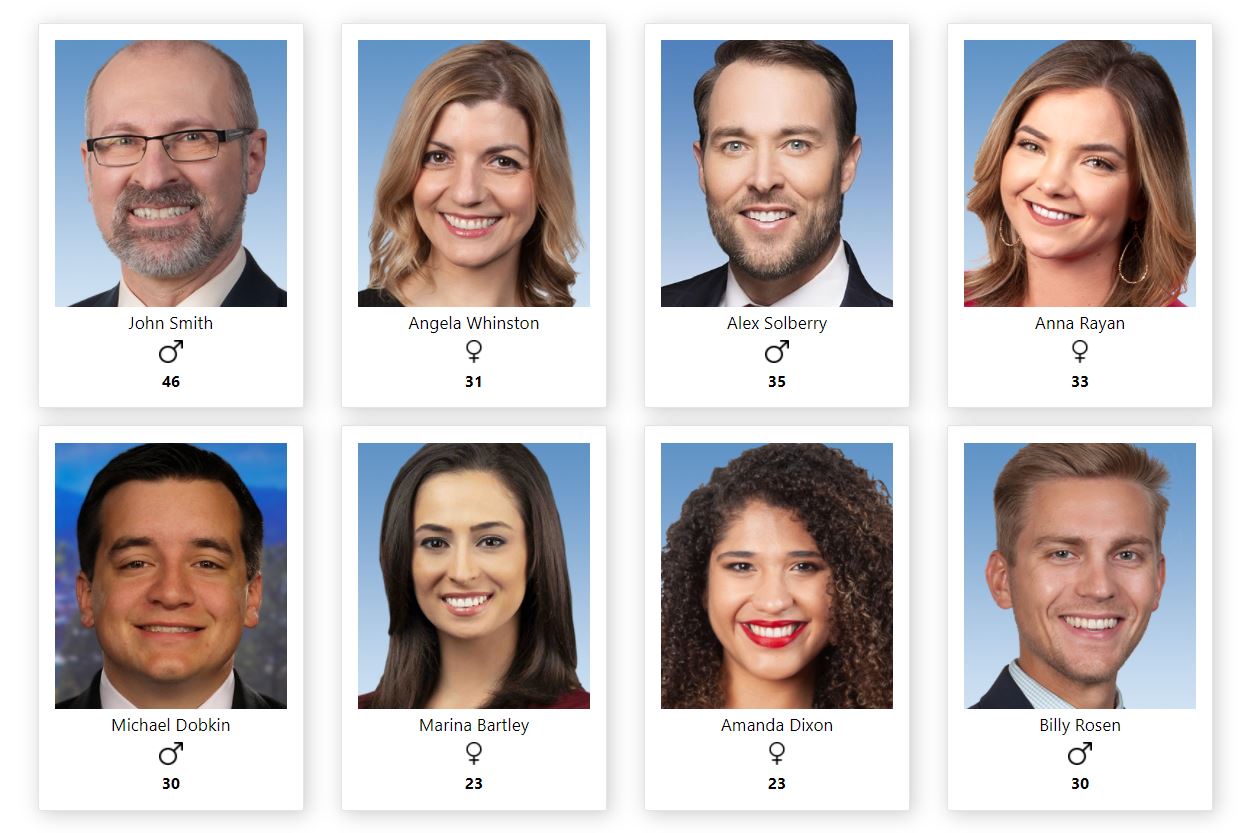 John Smith
♂
46
Angela Whinston
♀
31
Alex Solberry
♂
35
Anna Rayan
♀
33
Michael Dobkin
♂
30
Marina Bartley
♀
23
Amanda Dixon
♀
23
Billy Rosen
♂
30